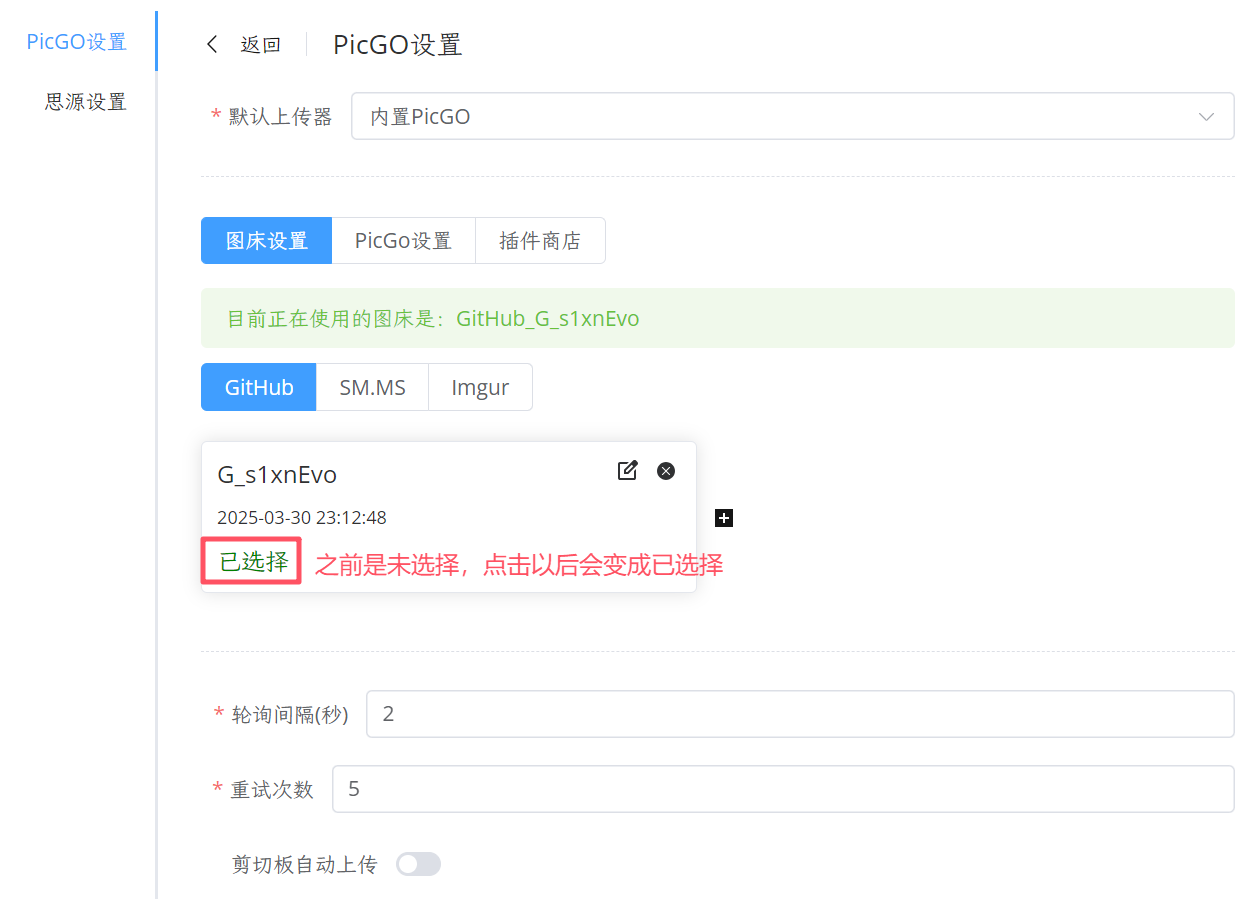 PicGO设置
思源设置
返回
PicGO设置
* 默认上传器
内置PicGO
图床设置
PicGo设置
插件商店
目前正在使用的图床是：GitHub_G_s1xnEvo
GitHub
SM.MS
Imgur
G_s1xnEvo
2025-03-30 23:12:48
已选择
之前是未选择，点击以后会变成已选择
* 轮询间隔(秒)
2
* 重试次数
5
剪切板自动上传